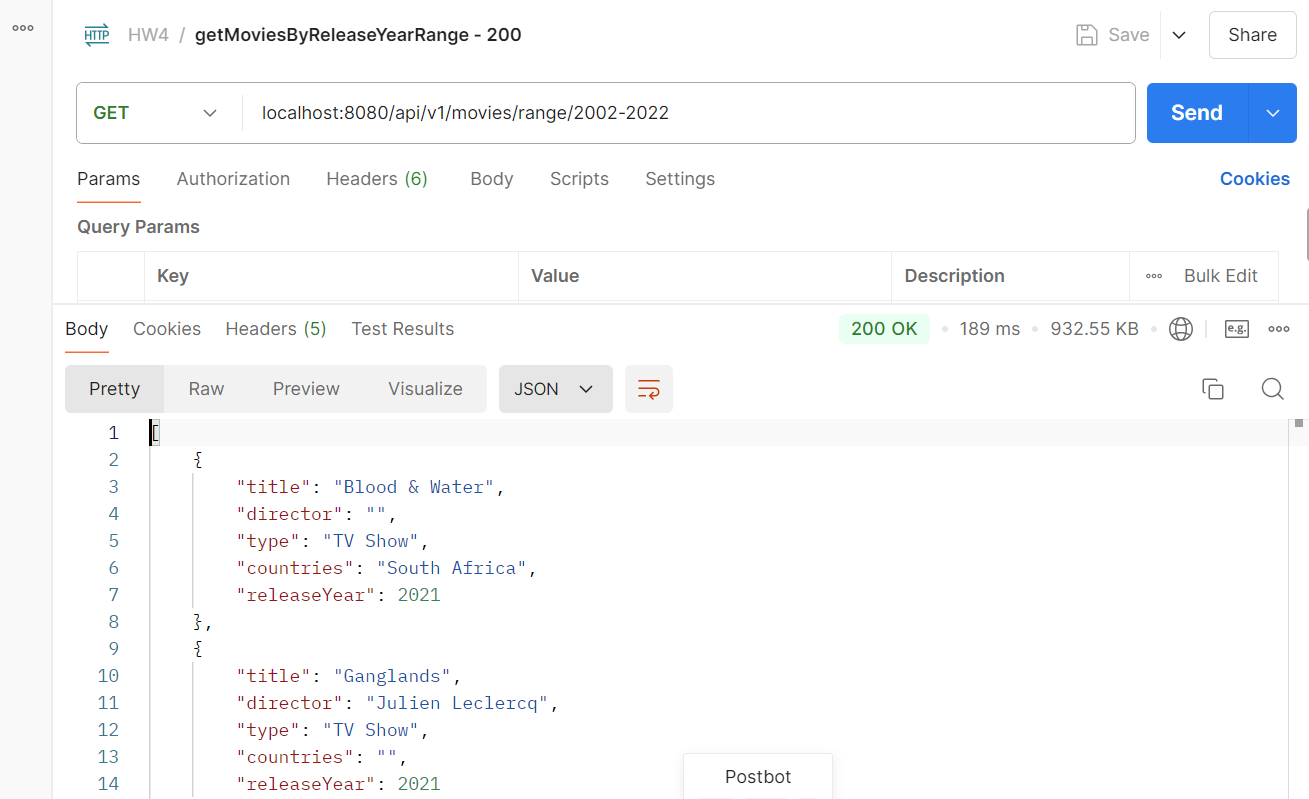 HTTP HW4 / getMoviesByReleaseYearRange - 200 Save Share
GET localhost:8080/api/v1/movies/range/2002-2022 Send
Params Authorization Headers (6) Body Scripts Settings Cookies
Query Params
Key Value Description Bulk Edit
Body Cookies Headers (5) Test Results 200 OK • 189 ms • 932.55 KB • e.g.
Pretty Raw Preview Visualize JSON
1 [
2 {
3 "title": "Blood & Water",
4 "director": "",
5 "type": "TV Show",
6 "countries": "South Africa",
7 "releaseYear": 2021
8 },
9 {
10 "title": "Ganglands",
11 "director": "Julien Leclercq",
12 "type": "TV Show",
13 "countries": "",
14 "releaseYear": 2021
Postbot